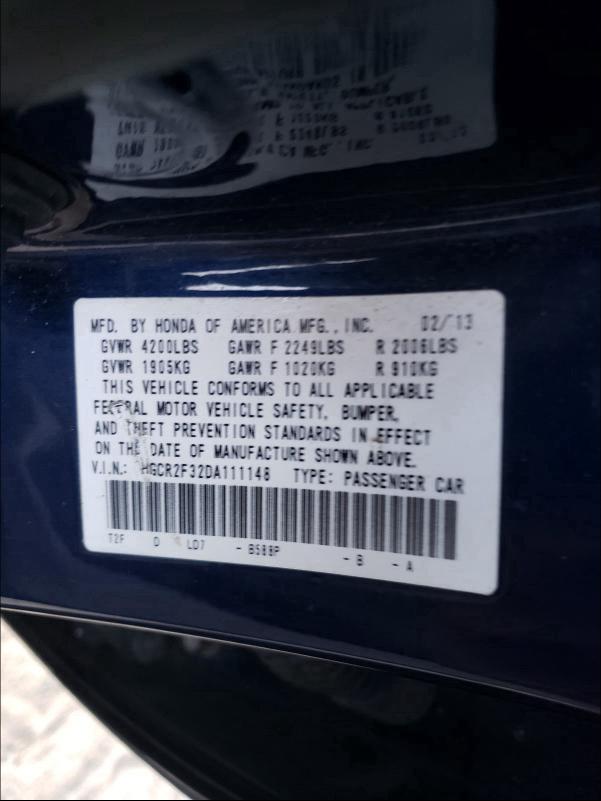 MFD. BY HONDA OF AMERICA MFG., INC. 02/13
GVWR 4200LBS GAWR F 2249LBS R 2006LBS
GVWR 1905KG GAWR F 1020KG R 910KG
THIS VEHICLE CONFORMS TO ALL APPLICABLE
FEDERAL MOTOR VEHICLE SAFETY, BUMPER,
AND THEFT PREVENTION STANDARDS IN EFFECT
ON THE DATE OF MANUFACTURE SHOWN ABOVE.
V.I.N.: HGCR2F32DA111148 TYPE: PASSENGER CAR
T2F D LD7 - B588P - B - A